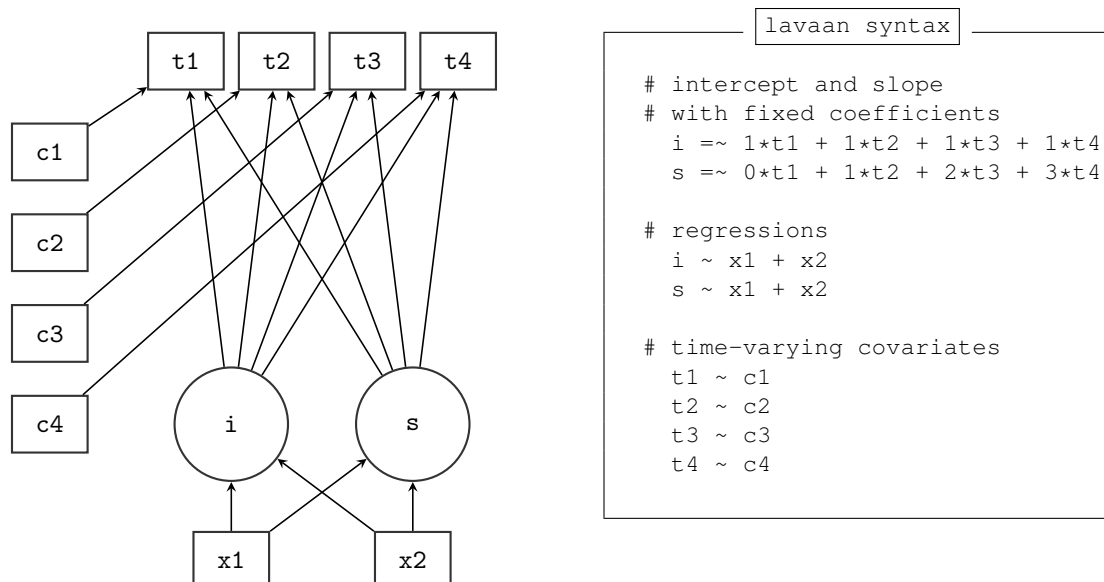 t1 t2 t3 t4
c1
c2
c3
c4
i s
x1 x2
lavaan syntax
# intercept and slope
# with fixed coefficients
i =~ 1*t1 + 1*t2 + 1*t3 + 1*t4
s =~ 0*t1 + 1*t2 + 2*t3 + 3*t4
# regressions
i ~ x1 + x2
s ~ x1 + x2
# time-varying covariates
t1 ~ c1
t2 ~ c2
t3 ~ c3
t4 ~ c4